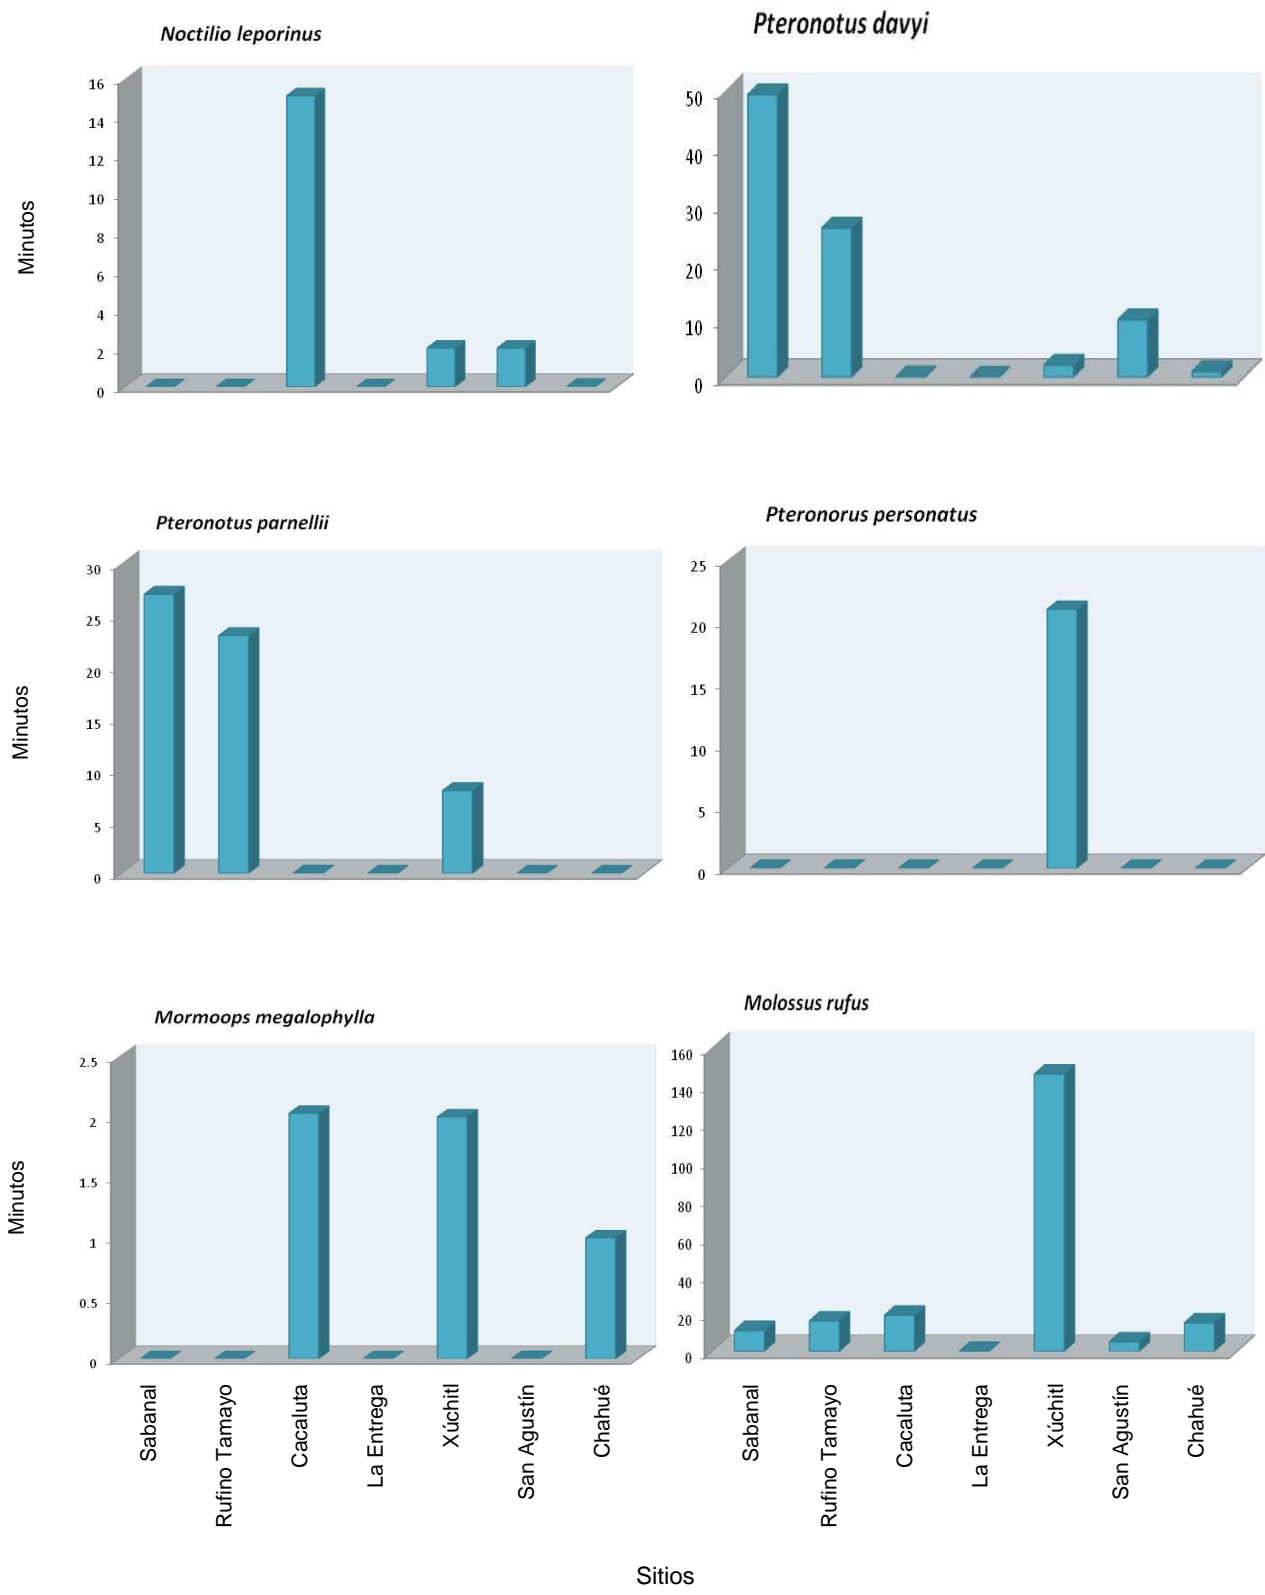 Noctilio leporinus
Minutos
16
14
12
10
8
6
4
2
0
Pteronotus davyi
50
40
30
20
10
0
Pteronotus parnellii
Minutos
30
25
20
15
10
5
0
Pteronorus personatus
25
20
15
10
5
0
Mormoops megalophylla
Minutos
2.5
2
1.5
1
0.5
0
Sabanal
Rufino Tamayo
Cacaluta
La Entrega
Xúchitl
San Agustín
Chahué
Molossus rufus
160
140
120
100
80
60
40
20
0
Sabanal
Rufino Tamayo
Cacaluta
La Entrega
Xúchitl
San Agustín
Chahué
Sitios